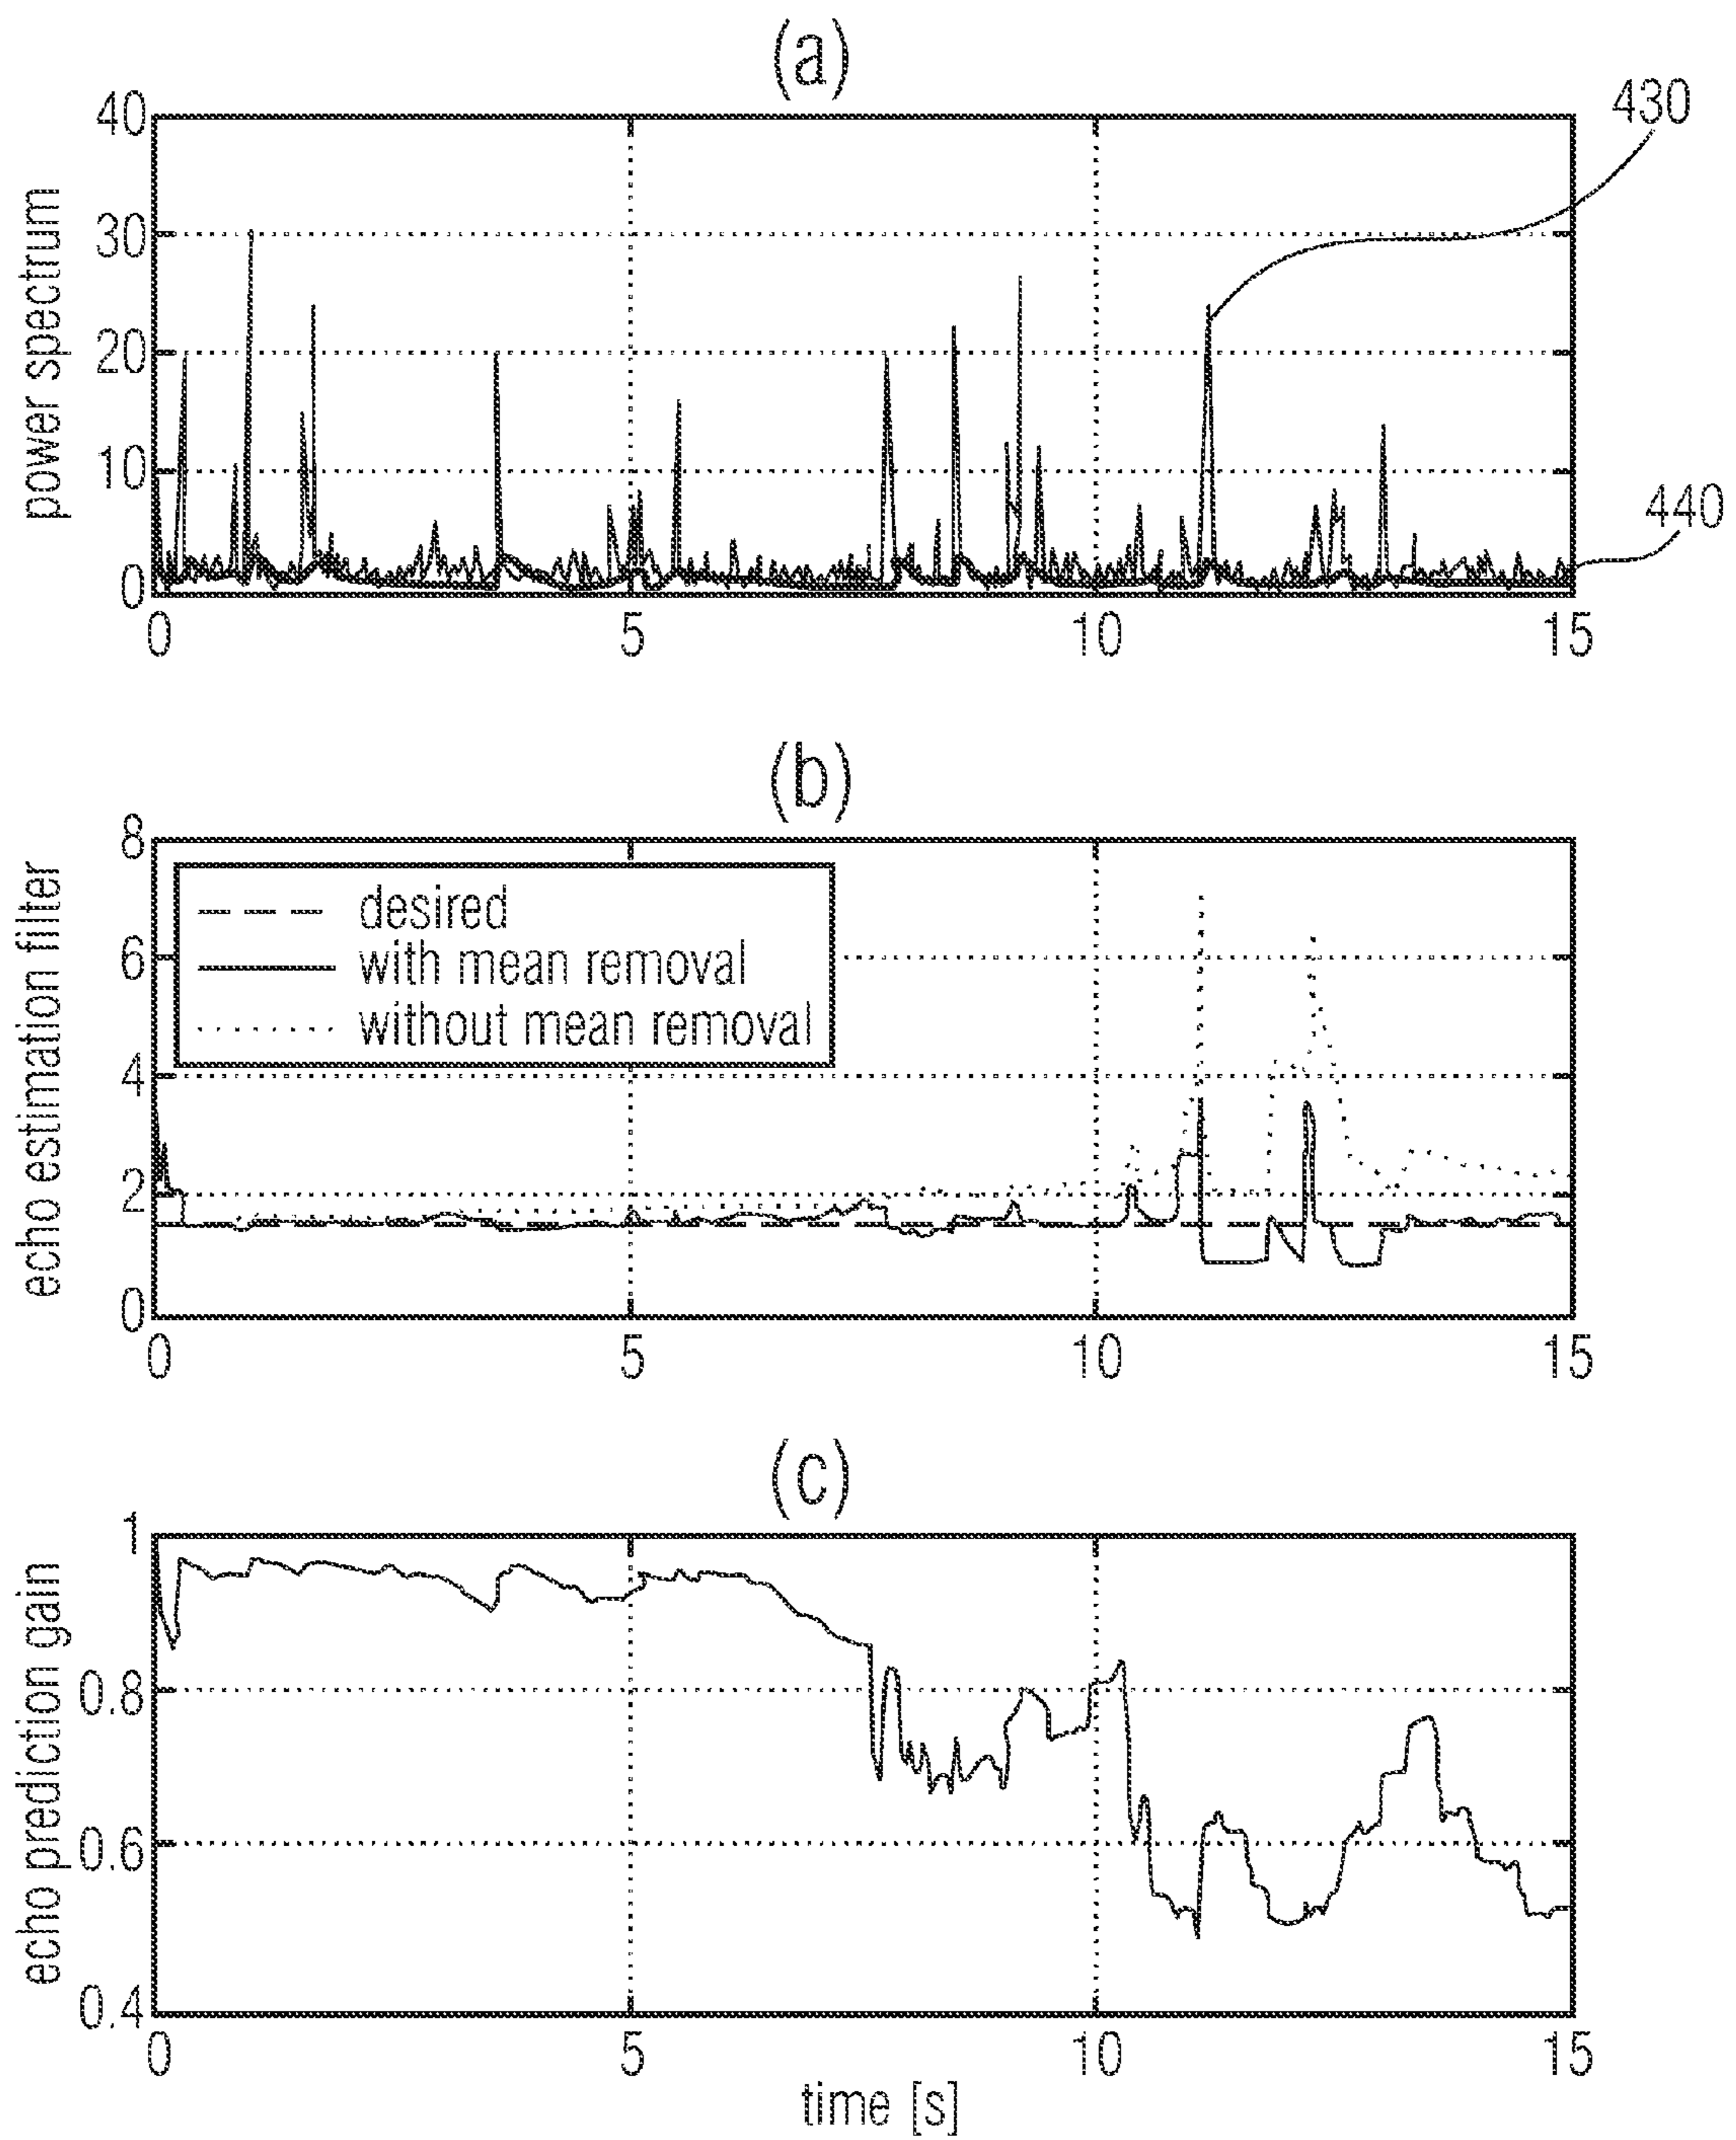 (a)
430
40
30
20
10
0
power spectrum
440
0 5 10 15
(b)
8
6
4
2
0
echo estimation filter
desired
with mean removal
without mean removal
0 5 10 15
(c)
1
0.8
0.6
0.4
echo prediction gain
0 5 10 15
time [s]